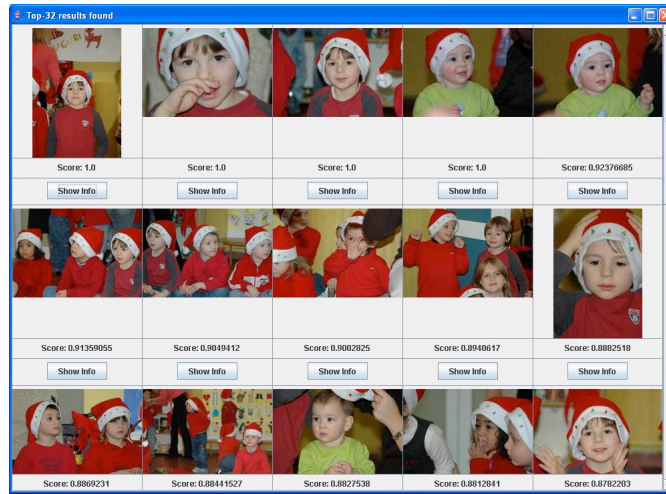 Top-32 results found
Score: 1.0
Score: 1.0
Score: 1.0
Score: 1.0
Score: 0.92376685
Show Info
Show Info
Show Info
Show Info
Show Info
Score: 0.91359055
Score: 0.9049412
Score: 0.9002825
Score: 0.8940617
Score: 0.8882518
Show Info
Show Info
Show Info
Show Info
Show Info
Score: 0.8869231
Score: 0.88441527
Score: 0.8827538
Score: 0.8812841
Score: 0.8782203